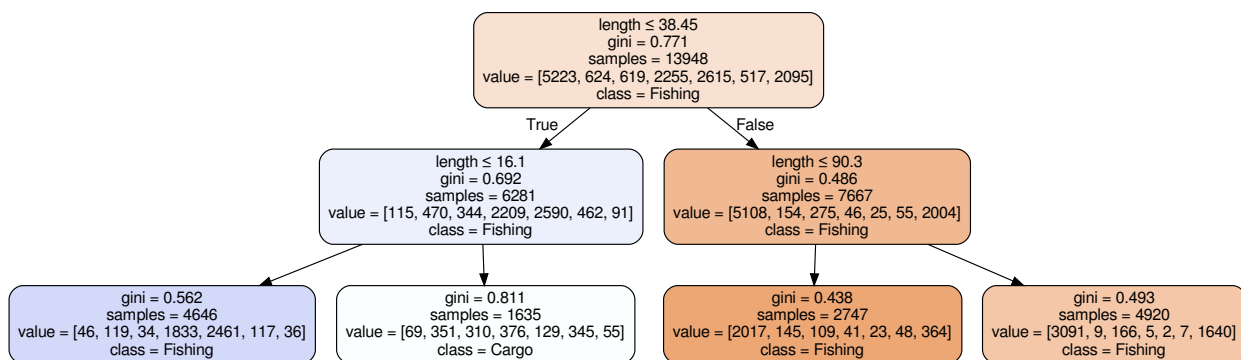 length ≤ 38.45
gini = 0.771
samples = 13948
value = [5223, 624, 619, 2255, 2615, 517, 2095]
class = Fishing
True
False
length ≤ 16.1
gini = 0.692
samples = 6281
value = [115, 470, 344, 2209, 2590, 462, 91]
class = Fishing
length ≤ 90.3
gini = 0.486
samples = 7667
value = [5108, 154, 275, 46, 25, 55, 2004]
class = Fishing
gini = 0.562
samples = 4646
value = [46, 119, 34, 1833, 2461, 117, 36]
class = Fishing
gini = 0.811
samples = 1635
value = [69, 351, 310, 376, 129, 345, 55]
class = Cargo
gini = 0.438
samples = 2747
value = [2017, 145, 109, 41, 23, 48, 364]
class = Fishing
gini = 0.493
samples = 4920
value = [3091, 9, 166, 5, 2, 7, 1640]
class = Fishing